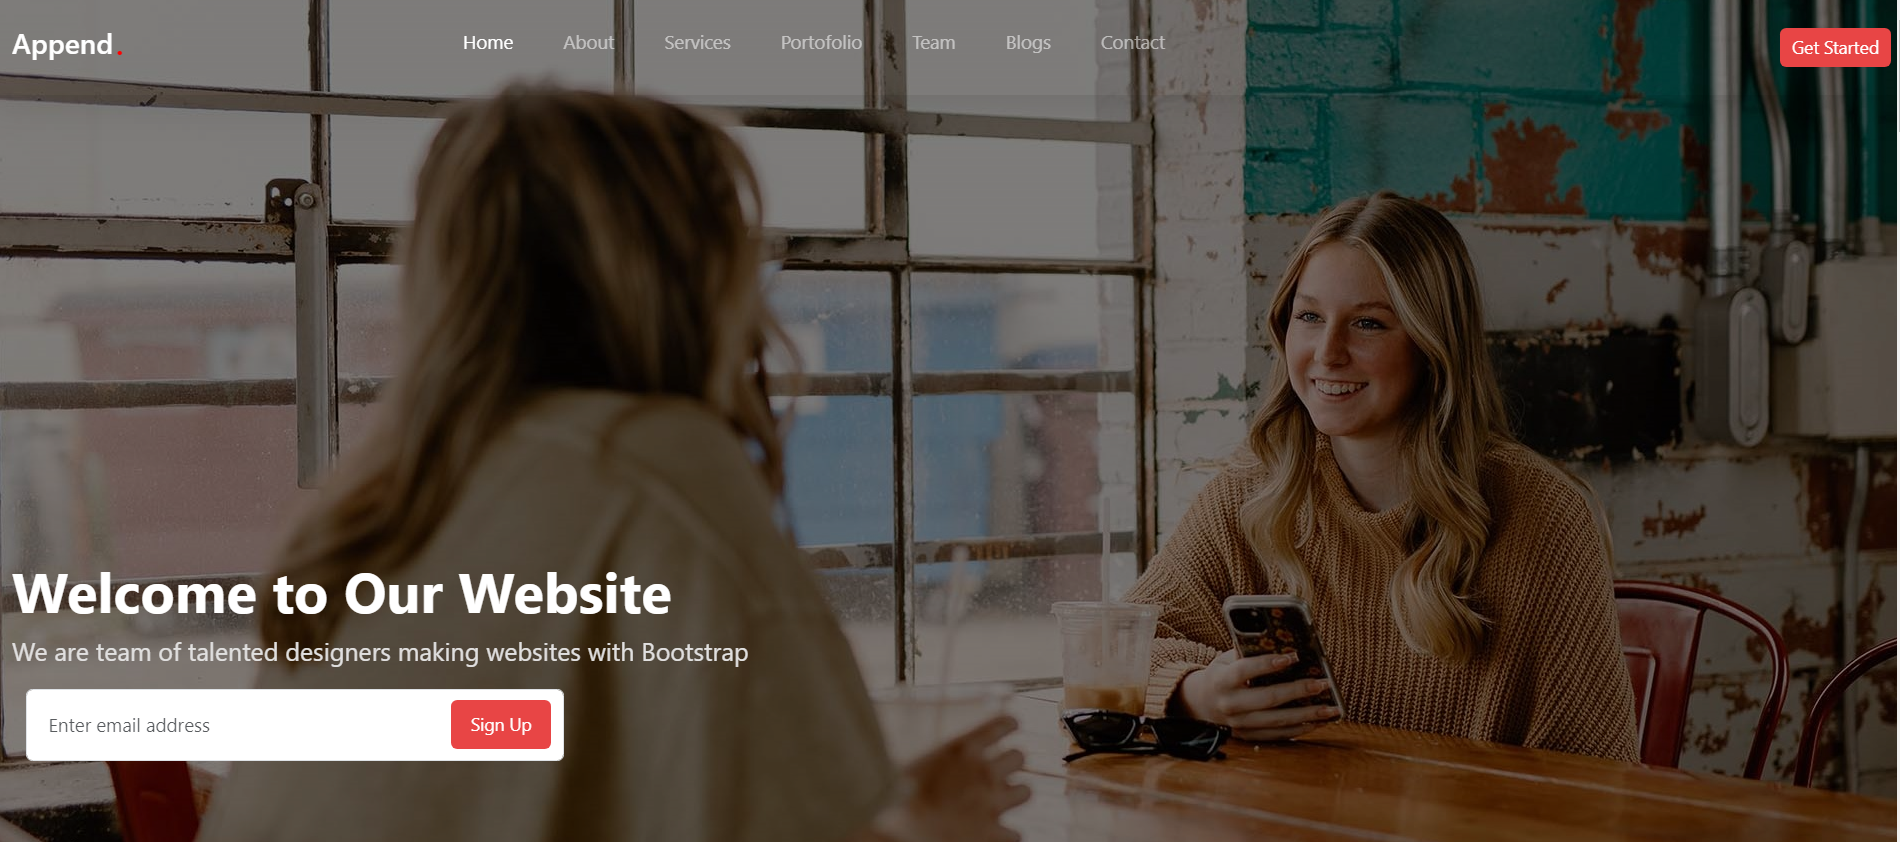 Append.
Home About Services Portofolio Team Blogs Contact
Get Started
Welcome to Our Website
We are team of talented designers making websites with Bootstrap
Enter email address
Sign Up